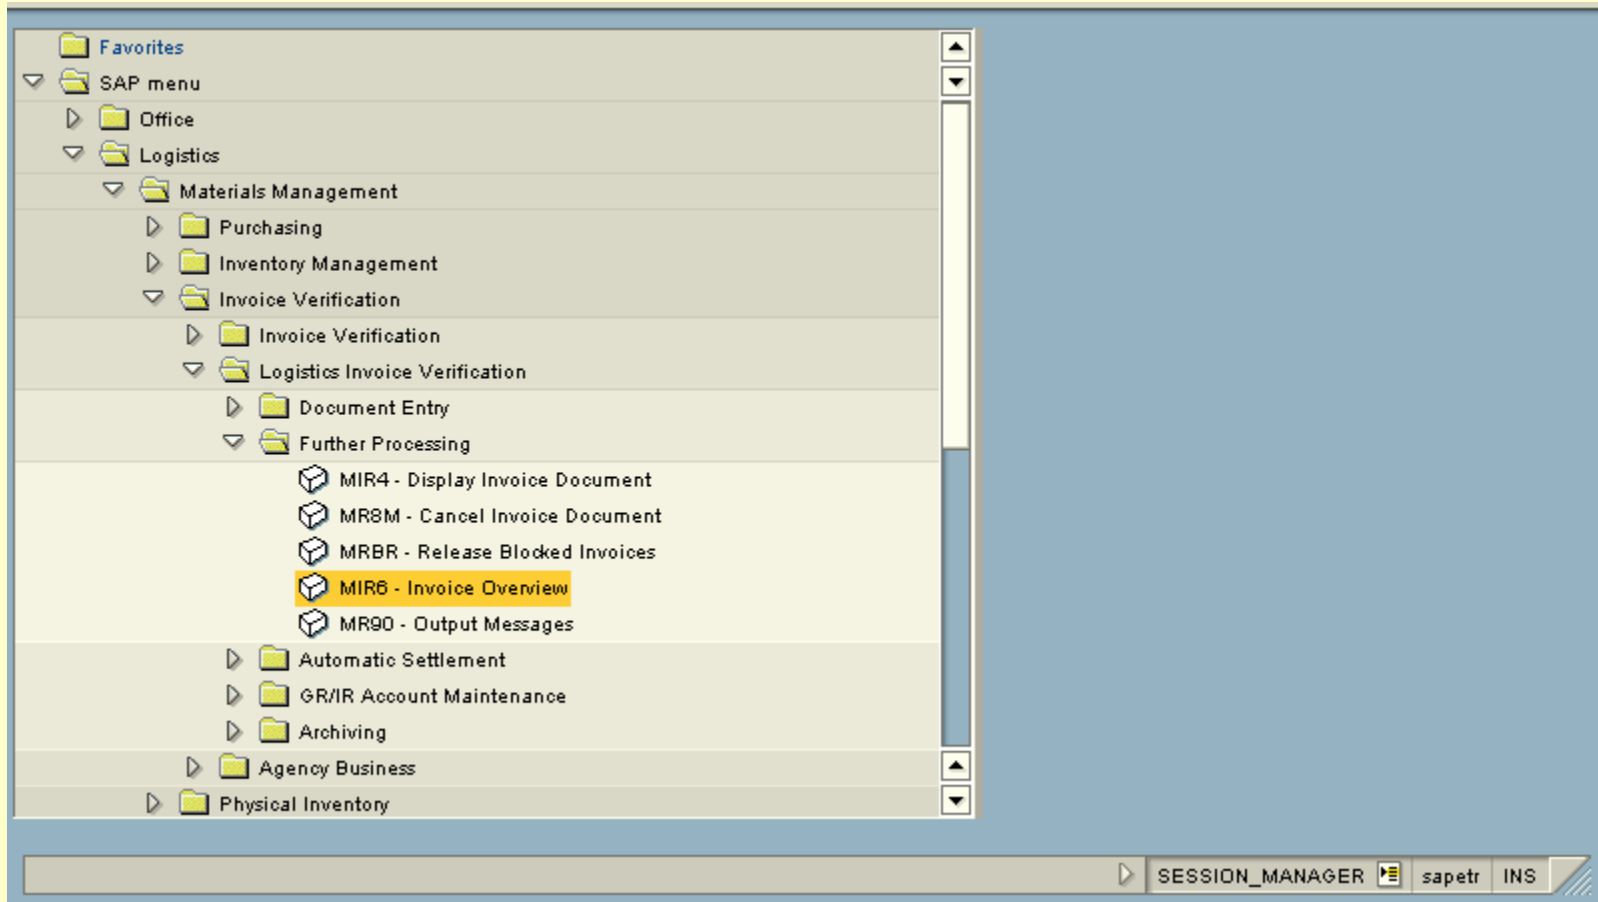 Favorites
SAP menu
Office
Logistics
Materials Management
Purchasing
Inventory Management
Invoice Verification
Invoice Verification
Logistics Invoice Verification
Document Entry
Further Processing
MIR4 - Display Invoice Document
MR8M - Cancel Invoice Document
MRBR - Release Blocked Invoices
MIR6 - Invoice Overview
MR90 - Output Messages
Automatic Settlement
GR/IR Account Maintenance
Archiving
Agency Business
Physical Inventory
SESSION_MANAGER sapetr INS